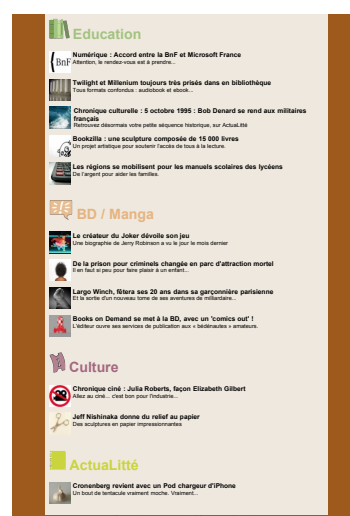 Education
Numérique : Accord entre la BnF et Microsoft France
Attention, le rendez-vous est à prendre...
BnF
Twilight et Millenium toujours très prisés dans en bibliothèque
Tous formats confondus : audiobook et ebook...
Chronique culturelle : 5 octobre 1995 : Bob Denard se rend aux militaires
français
Retrouvez désormais votre petite séquence historique, sur ActuaLitté
Bookzilla : une sculpture composée de 15 000 livres
Un projet artistique pour soutenir l'accès de tous à la lecture.
Les régions se mobilisent pour les manuels scolaires des lycéens
De l'argent pour aider les familles.
BD / Manga
Le créateur du Joker dévoile son jeu
Une biographie de Jerry Robinson a vu le jour le mois dernier
De la prison pour criminels changée en parc d'attraction mortel
Il en faut si peu pour faire plaisir à un enfant...
Largo Winch, fêtera ses 20 ans dans sa garçonnière parisienne
Et la sortie d'un nouveau tome de ses aventures de milliardaire...
Books on Demand se met à la BD, avec un 'comics out' !
L'éditeur ouvre ses services de publication aux « bédénautes » amateurs.
Culture
Chronique ciné : Julia Roberts, façon Elizabeth Gilbert
Allez au ciné... c'est bon pour l'industrie...
Jeff Nishinaka donne du relief au papier
Des sculptures en papier impressionnantes
ActuaLitté
Cronenberg revient avec un Pod chargeur d'iPhone
Un bout de tentacule vraiment moche. Vraiment...